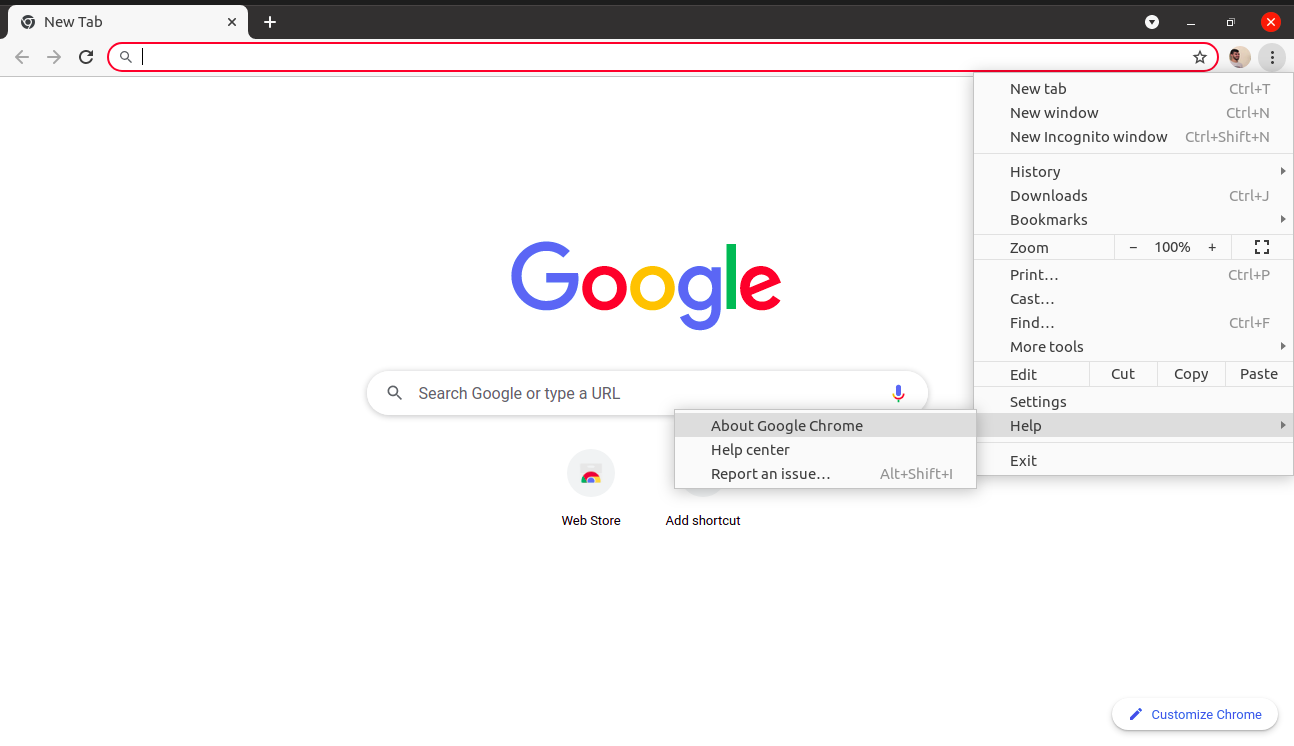 New Tab
New tab Ctrl+T
New window Ctrl+N
New Incognito window Ctrl+Shift+N
History
Downloads Ctrl+J
Bookmarks
Zoom − 100% +
Print… Ctrl+P
Cast…
Find… Ctrl+F
More tools
Edit Cut Copy Paste
Settings
Help
Exit
Google
Search Google or type a URL
About Google Chrome
Help center
Report an issue… Alt+Shift+I
Web Store
Add shortcut
Customize Chrome